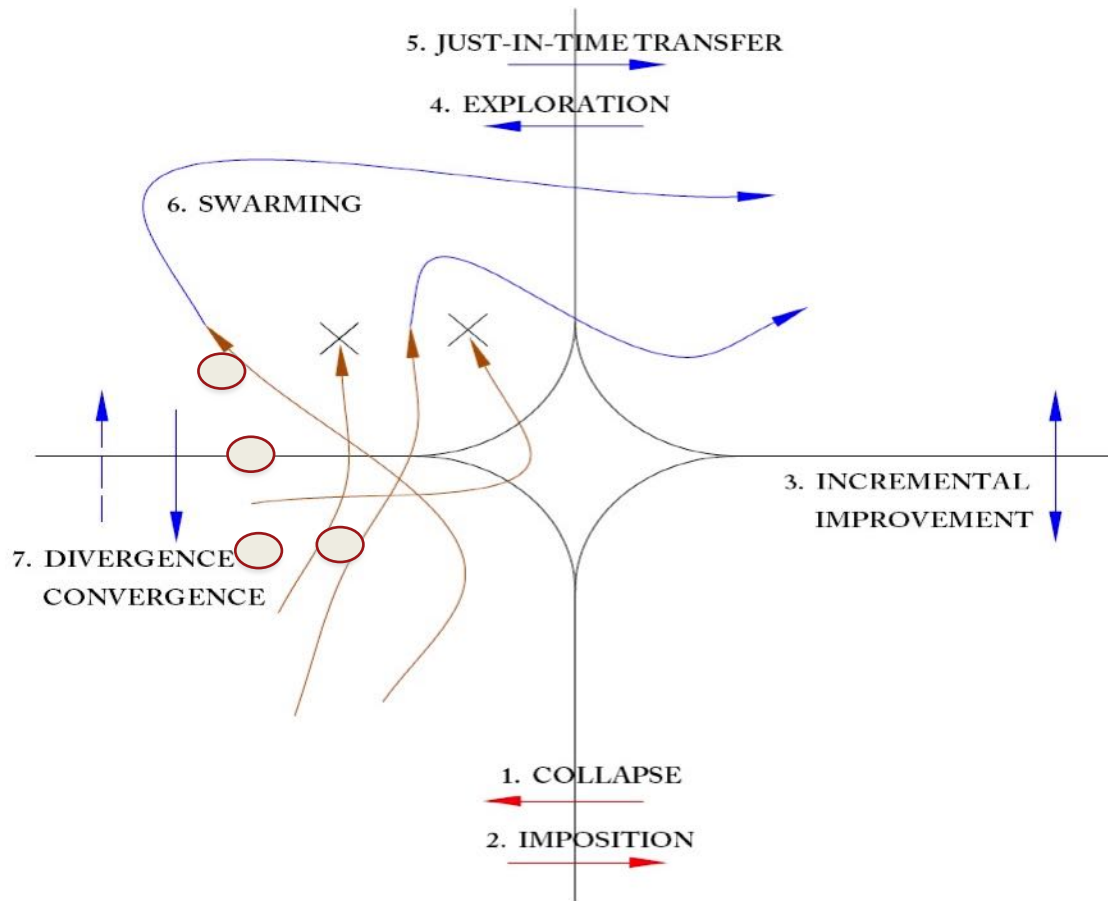 5. JUST-IN-TIME TRANSFER
4. EXPLORATION
6. SWARMING
3. INCREMENTAL
IMPROVEMENT
7. DIVERGENCE
CONVERGENCE
1. COLLAPSE
2. IMPOSITION